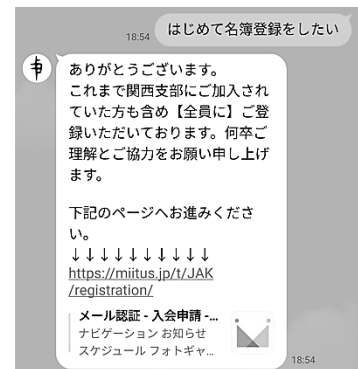 はじめて名簿登録をしたい
18:54
ありがとうございます。
これまで関西支部にご加入され
ていた方も含め【全員に】ご登
録いただいております。何卒ご
理解とご協力をお願い申し上げ
ます。
下記のページへお進みくださ
い。
↓↓↓↓↓↓↓↓↓↓
https://miitus.jp/t/JAK
/registration/
メール認証 - 入会申請 -...
ナビゲーション お知らせ
スケジュール フォトギャ...
18:54